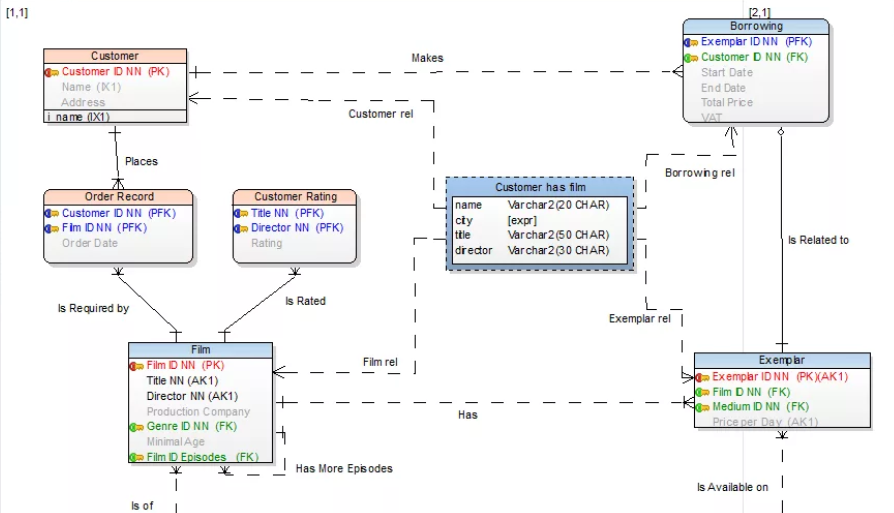 [1,1]
[2,1]
Customer
Customer ID NN (PK)
Name (IX1)
Address
i_name (IX1)
Makes
Borrowing
Exemplar ID NN (PFK)
Customer ID NN (FK)
Start Date
End Date
Total Price
VAT
Customer rel
Places
Borrowing rel
Order Record
Customer ID NN (PFK)
Film ID NN (PFK)
Order Date
Customer Rating
Title NN (PFK)
Director NN (PFK)
Rating
Customer has film
name Varchar2(20 CHAR)
city [expr]
title Varchar2(50 CHAR)
director Varchar2(30 CHAR)
Is Related to
Is Required by
Is Rated
Exemplar rel
Film
Film ID NN (PK)
Title NN (AK1)
Director NN (AK1)
Production Company
Genre ID NN (FK)
Minimal Age
Film ID Episodes (FK)
Film rel
Has
Exemplar
Exemplar ID NN (PK)(AK1)
Film ID NN (FK)
Medium ID NN (FK)
Price per Day (AK1)
Has More Episodes
Is of
Is Available on